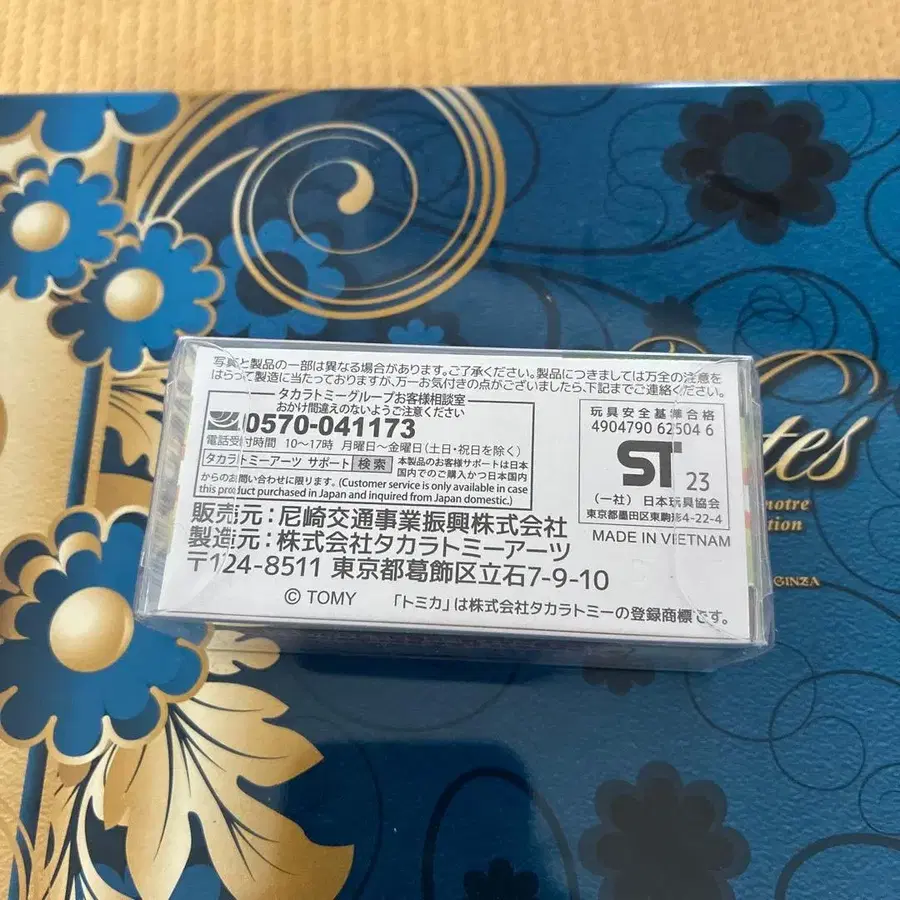 写真と製品の一部は異なる場合があります。ご了承ください。製品につきましては万全の注意を
はらって製造に当たっておりますが、万一お気付きの点がございましたら、下記までご連絡ください。
タカラトミーグループお客様相談室
おかけ間違えのないようご注意ください
0570-041173
電話受付時間 10〜17時 月曜日〜金曜日(土日・祝日を除く)
タカラトミーアーツ サポート 検索 本製品のお客様サポートは日本
国内でのご購入かつ日本国内
からのお問い合わせに限ります。(Customer service is only available in case
this product purchased in Japan and inquired from Japan domestic.)
玩具安全基準合格
4904790 62504 6
ST 23
(一社) 日本玩具協会
東京都墨田区東駒形4-22-4
MADE IN VIETNAM
販売元:尼崎交通事業振興株式会社
製造元:株式会社タカラトミーアーツ
〒124-8511 東京都葛飾区立石7-9-10
© TOMY 「トミカ」は株式会社タカラトミーの登録商標です。
tes
notre
tion
GINZA